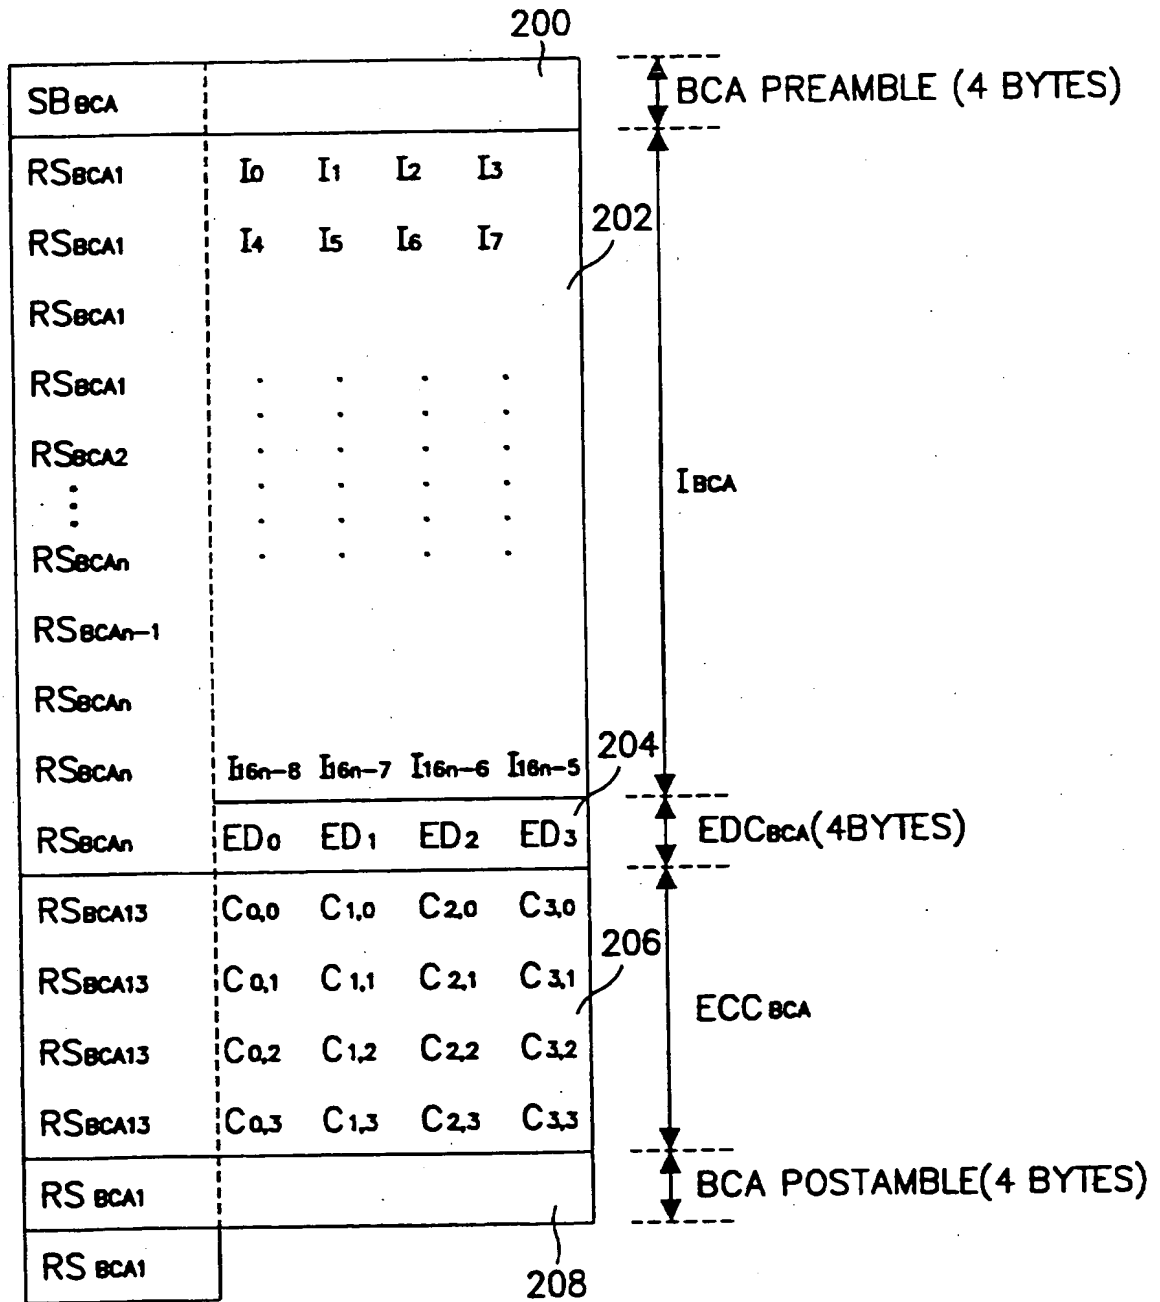 200
SBBCA BCA PREAMBLE (4 BYTES)
RSBCA1 I0 I1 I2 I3
202
RSBCA1 I4 I5 I6 I7
RSBCA1
RSBCA1 . . . .
. . . .
RSBCA2 . . . .
IBCA
⋮ . . . .
. . . .
RSBCAn . . . .
RSBCAn-1
RSBCAn
204
RSBCAn I16n-8 I16n-7 I16n-6 I16n-5
RSBCAn ED0 ED1 ED2 ED3 EDCBCA(4BYTES)
RSBCA13 C0,0 C1,0 C2,0 C3,0
206
RSBCA13 C0,1 C1,1 C2,1 C3,1
ECCBCA
RSBCA13 C0,2 C1,2 C2,2 C3,2
RSBCA13 C0,3 C1,3 C2,3 C3,3
RS BCA1 BCA POSTAMBLE(4 BYTES)
RS BCA1
208